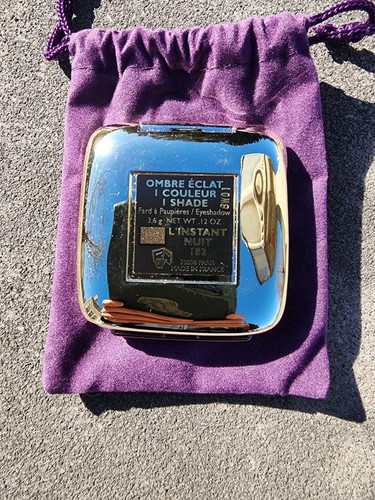 OMBRE ÉCLAT
1 COULEUR
1 SHADE
Fard à Paupières / Eyeshadow
3,6 g NET WT .12 OZ
L'INSTANT
NUIT
182
75008 PARIS
MADE IN FRANCE